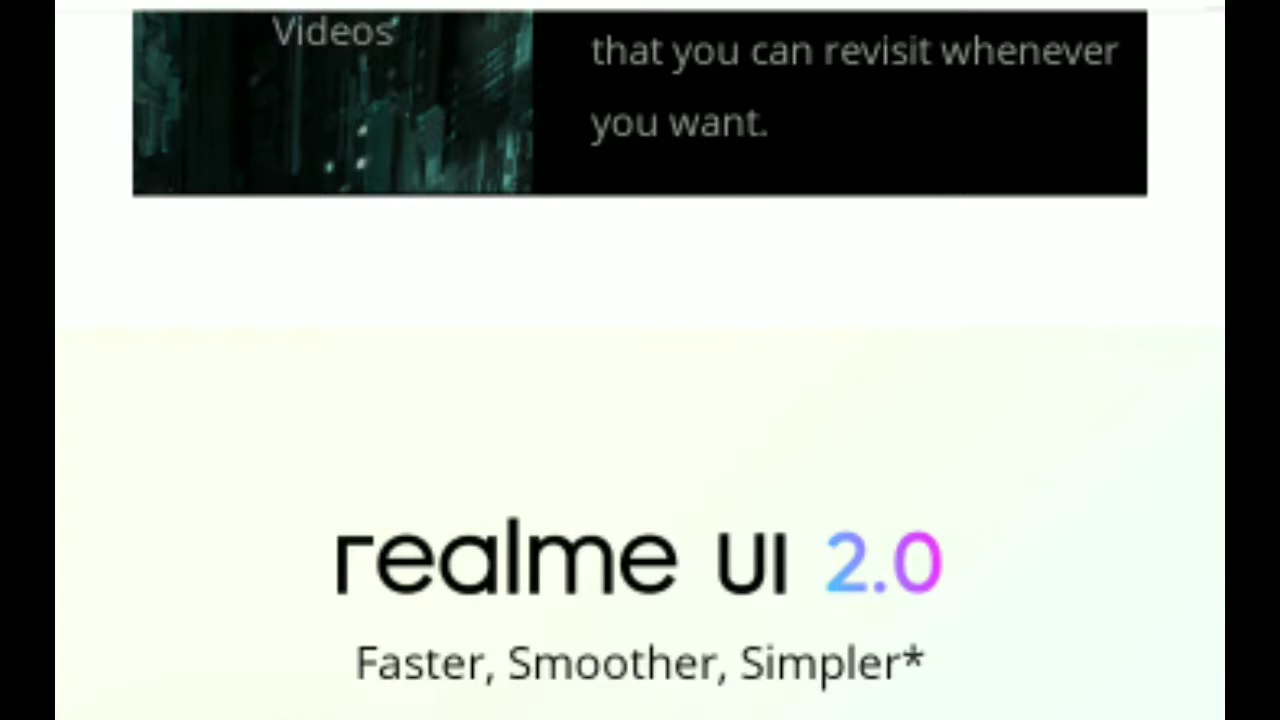 Videos
that you can revisit whenever
you want.
realme UI 2.0
Faster, Smoother, Simpler*